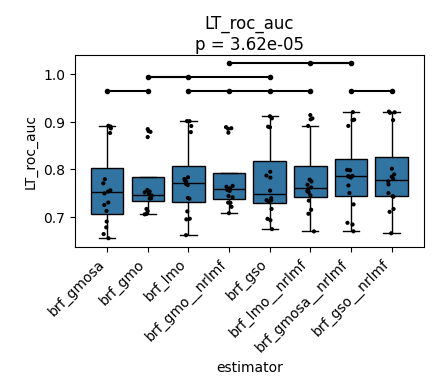 LT_roc_auc
p = 3.62e-05
LT_roc_auc
1.0
0.9
0.8
0.7
brf_gmosa
brf_gmo
brf_lmo
brf_gmo__nrlmf
brf_gso
brf_lmo__nrlmf
brf_gmosa__nrlmf
brf_gso__nrlmf
estimator